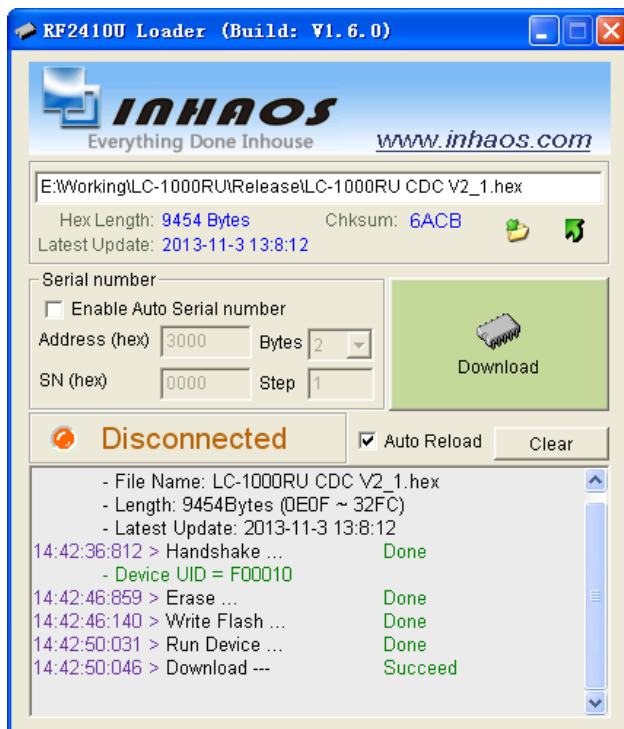 RF2410U Loader (Build: V1.6.0)
INHAOS
Everything Done Inhouse
www.inhaos.com
E:\Working\LC-1000RU\Release\LC-1000RU CDC V2_1.hex
Hex Length: 9454 Bytes Chksum: 6ACB
Latest Update: 2013-11-3 13:8:12
Serial number
Enable Auto Serial number
Address (hex) 3000 Bytes 2
SN (hex) 0000 Step 1
Download
Disconnected
Auto Reload
Clear
- File Name: LC-1000RU CDC V2_1.hex
- Length: 9454Bytes (0E0F ~ 32FC)
- Latest Update: 2013-11-3 13:8:12
14:42:36:812 > Handshake ... Done
- Device UID = F00010
14:42:46:859 > Erase ... Done
14:42:46:140 > Write Flash ... Done
14:42:50:031 > Run Device ... Done
14:42:50:046 > Download --- Succeed